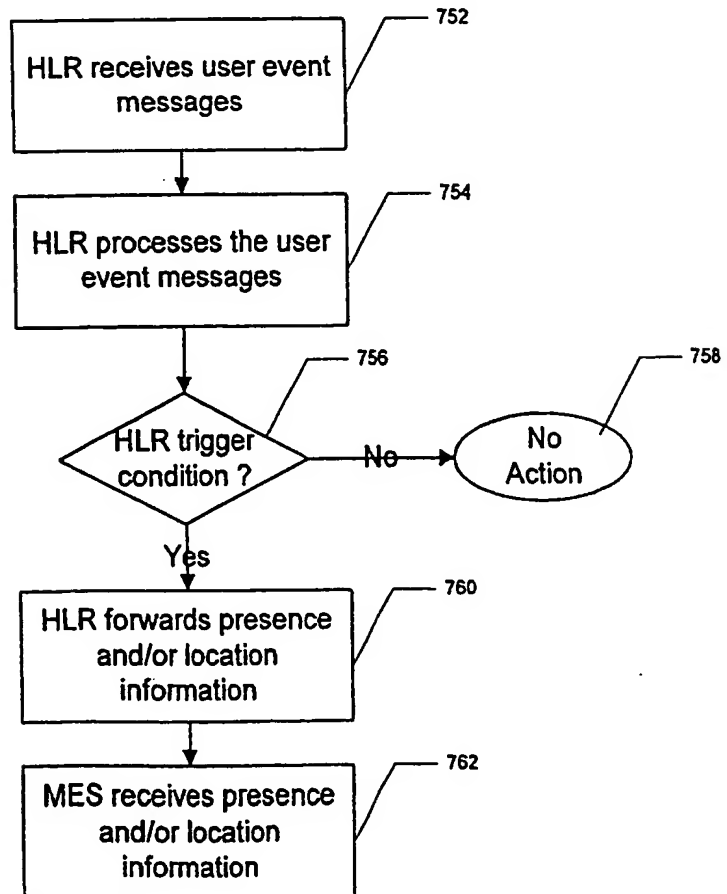 752
HLR receives user event
messages
754
HLR processes the user
event messages
756
758
HLR trigger
condition ?
No
No
Action
Yes
760
HLR forwards presence
and/or location
information
762
MES receives presence
and/or location
information